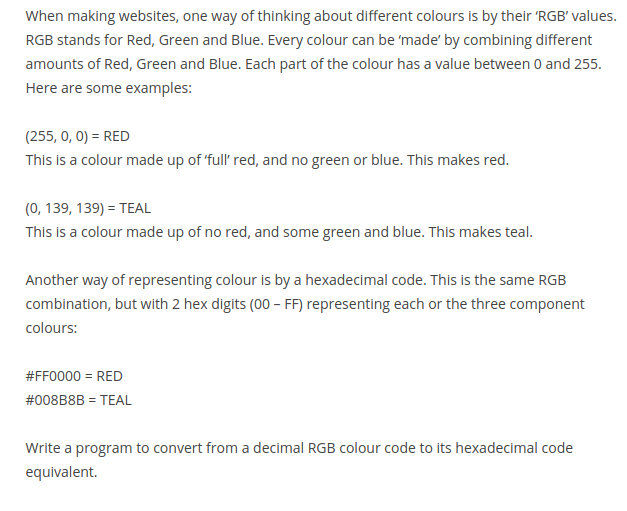 When making websites, one way of thinking about different colours is by their ‘RGB’ values.
RGB stands for Red, Green and Blue. Every colour can be ‘made’ by combining different
amounts of Red, Green and Blue. Each part of the colour has a value between 0 and 255.
Here are some examples:
(255, 0, 0) = RED
This is a colour made up of ‘full’ red, and no green or blue. This makes red.
(0, 139, 139) = TEAL
This is a colour made up of no red, and some green and blue. This makes teal.
Another way of representing colour is by a hexadecimal code. This is the same RGB
combination, but with 2 hex digits (00 – FF) representing each or the three component
colours:
#FF0000 = RED
#008B8B = TEAL
Write a program to convert from a decimal RGB colour code to its hexadecimal code
equivalent.